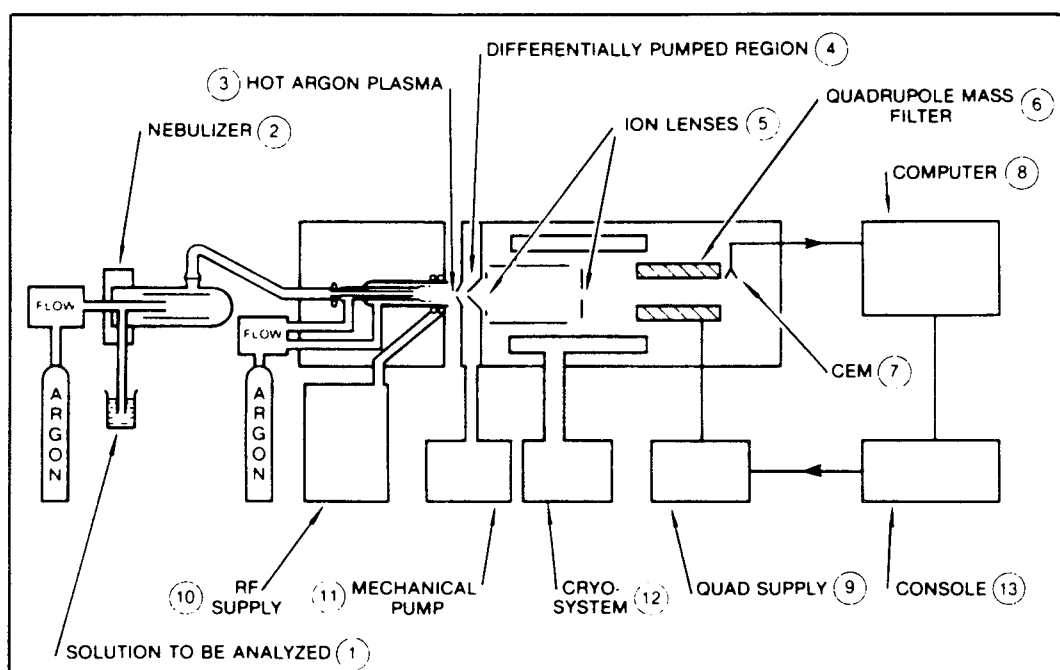 DIFFERENTIALLY PUMPED REGION 4
3 HOT ARGON PLASMA
QUADRUPOLE MASS
FILTER 6
NEBULIZER 2
ION LENSES 5
COMPUTER 8
FLOW
FLOW
CEM 7
ARGON
ARGON
10 RF
SUPPLY
11 MECHANICAL
PUMP
CRYO-
SYSTEM 12
QUAD SUPPLY 9
CONSOLE 13
SOLUTION TO BE ANALYZED 1